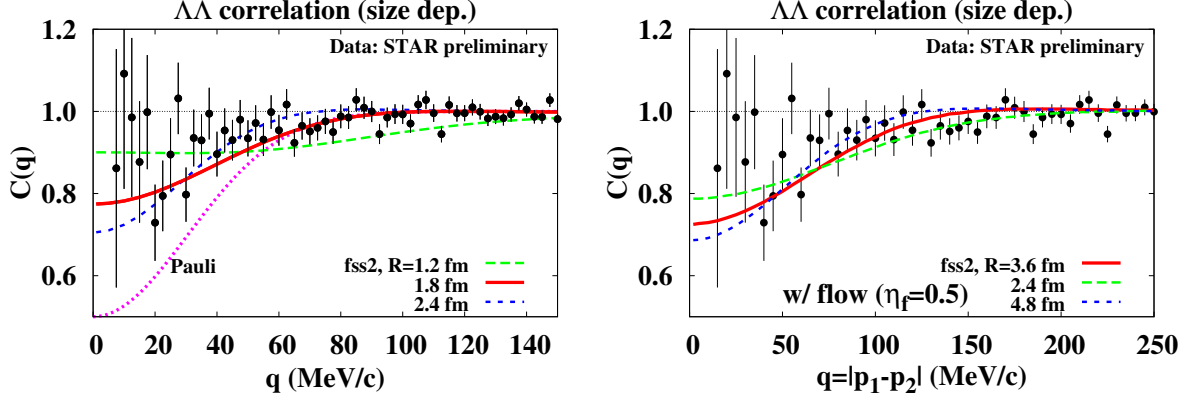 ΛΛ correlation (size dep.)
Data: STAR preliminary
C(q)
1.2
1.0
0.8
0.6
Pauli
fss2, R=1.2 fm
1.8 fm
2.4 fm
0 20 40 60 80 100 120 140
q (MeV/c)
ΛΛ correlation (size dep.)
Data: STAR preliminary
C(q)
1.2
1.0
0.8
0.6
fss2, R=3.6 fm
2.4 fm
4.8 fm
w/ flow (η_f=0.5)
0 50 100 150 200 250
q=|p_1-p_2| (MeV/c)